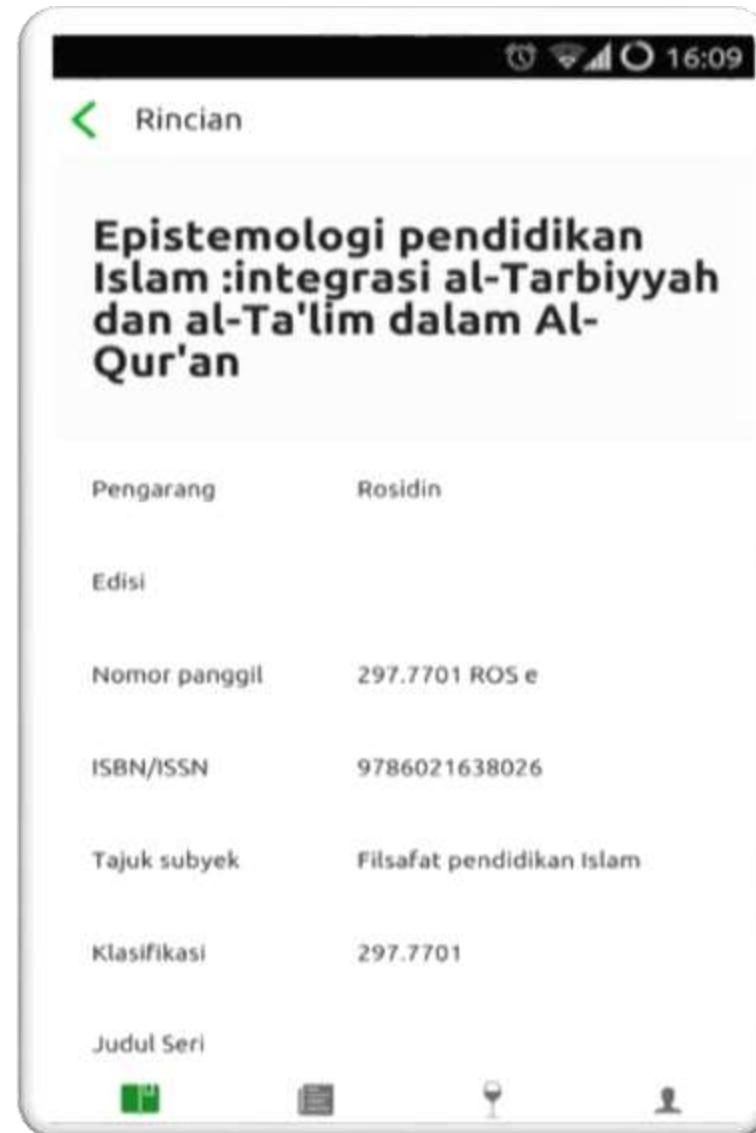 16:09
Rincian
Epistemologi pendidikan
Islam :integrasi al-Tarbiyyah
dan al-Ta'lim dalam Al-
Qur'an
Pengarang Rosidin
Edisi
Nomor panggil 297.7701 ROS e
ISBN/ISSN 9786021638026
Tajuk subyek Filsafat pendidikan Islam
Klasifikasi 297.7701
Judul Seri